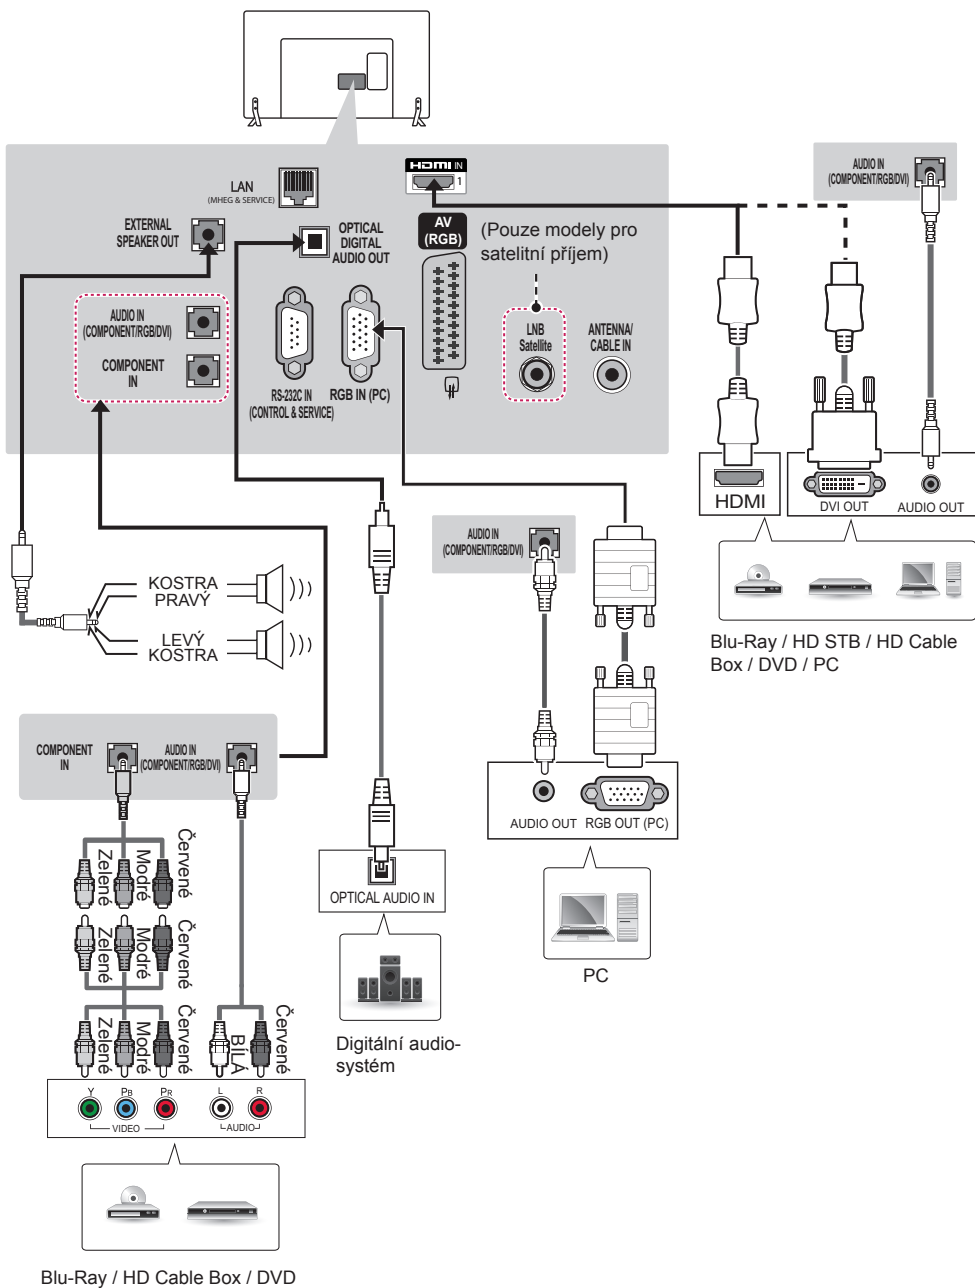 HDMI IN
1
LAN
(MHEG & SERVICE)
EXTERNAL
SPEAKER OUT
OPTICAL
DIGITAL
AUDIO OUT
AV
(RGB)
(Pouze modely pro
satelitní příjem)
AUDIO IN
(COMPONENT/RGB/DVI)
COMPONENT
IN
RS-232C IN
(CONTROL & SERVICE)
RGB IN (PC)
LNB
Satellite
ANTENNA/
CABLE IN
AUDIO IN
(COMPONENT/RGB/DVI)
HDMI
DVI OUT
AUDIO OUT
Blu-Ray / HD STB / HD Cable
Box / DVD / PC
KOSTRA
PRAVÝ
LEVÝ
KOSTRA
AUDIO IN
(COMPONENT/RGB/DVI)
AUDIO OUT
RGB OUT (PC)
PC
COMPONENT
IN
AUDIO IN
(COMPONENT/RGB/DVI)
OPTICAL AUDIO IN
Digitální audio-
systém
Zelené
Modré
Červené
Zelené
Modré
Červené
Zelené
Modré
Červené
BÍLÁ
Červené
Y
PB
PR
L
R
VIDEO
AUDIO
Blu-Ray / HD Cable Box / DVD